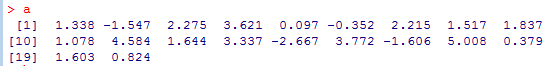 > a
 [1]  1.338 -1.547  2.275  3.621  0.097 -0.352  2.215  1.517  1.837
[10]  1.078  4.584  1.644  3.337 -2.667  3.772 -1.606  5.008  0.379
[19]  1.603  0.824